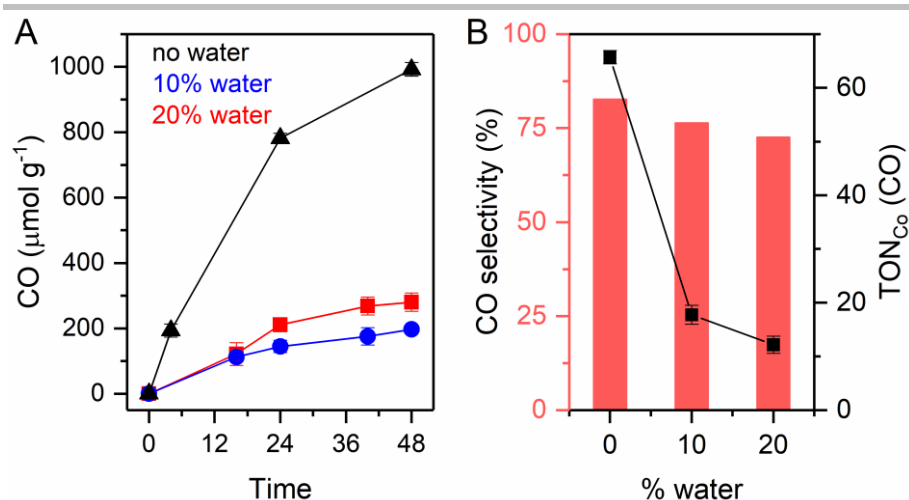 A
no water
10% water
20% water
1000
800
600
400
200
0
CO (μmol g⁻¹)
0 12 24 36 48
Time
B
100
75
50
25
0
CO selectivity (%)
60
40
20
0
TON_Co (CO)
0 10 20
% water